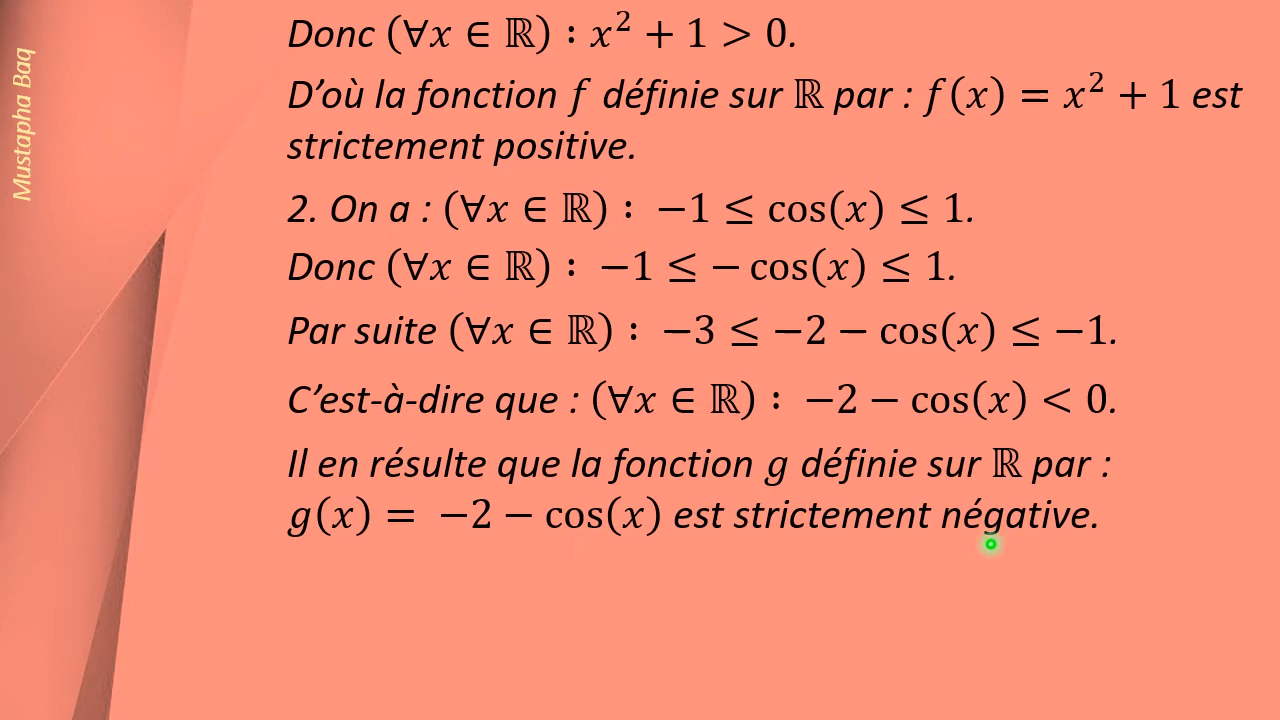 Mustapha Baq
Donc (∀x ∈ ℝ) : x² + 1 > 0.
D’où la fonction f définie sur ℝ par : f(x) = x² + 1 est
strictement positive.
2. On a : (∀x ∈ ℝ) : −1 ≤ cos(x) ≤ 1.
Donc (∀x ∈ ℝ) : −1 ≤ − cos(x) ≤ 1.
Par suite (∀x ∈ ℝ) : −3 ≤ −2 − cos(x) ≤ −1.
C’est-à-dire que : (∀x ∈ ℝ) : −2 − cos(x) < 0.
Il en résulte que la fonction g définie sur ℝ par :
g(x) = −2 − cos(x) est strictement négative.